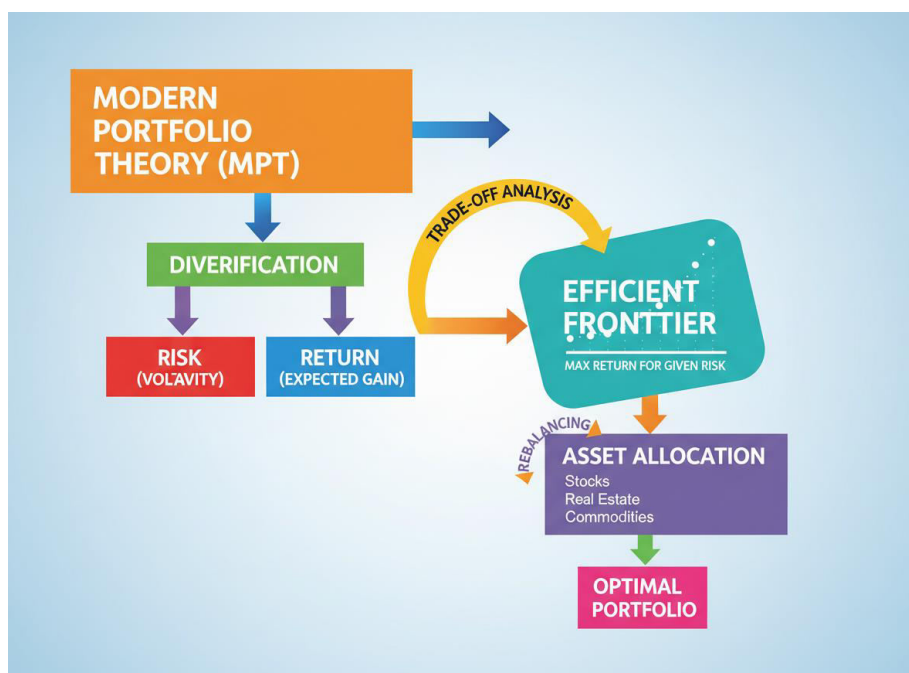 MODERN
PORTFOLIO
THEORY (MPT)
TRADE-OFF ANALYSIS
DIVERIFICATION
RISK
(VOLAVITY)
RETURN
(EXPECTED GAIN)
EFFICIENT
FRONTTIER
MAX RETURN FOR GIVEN RISK
REBALANCING
ASSET ALLOCATION
Stocks
Real Estate
Commodities
OPTIMAL
PORTFOLIO